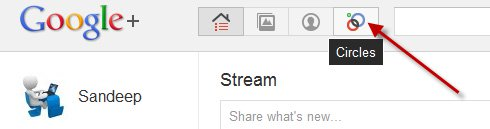 Google+
Circles
Sandeep
Stream
Share what's new...